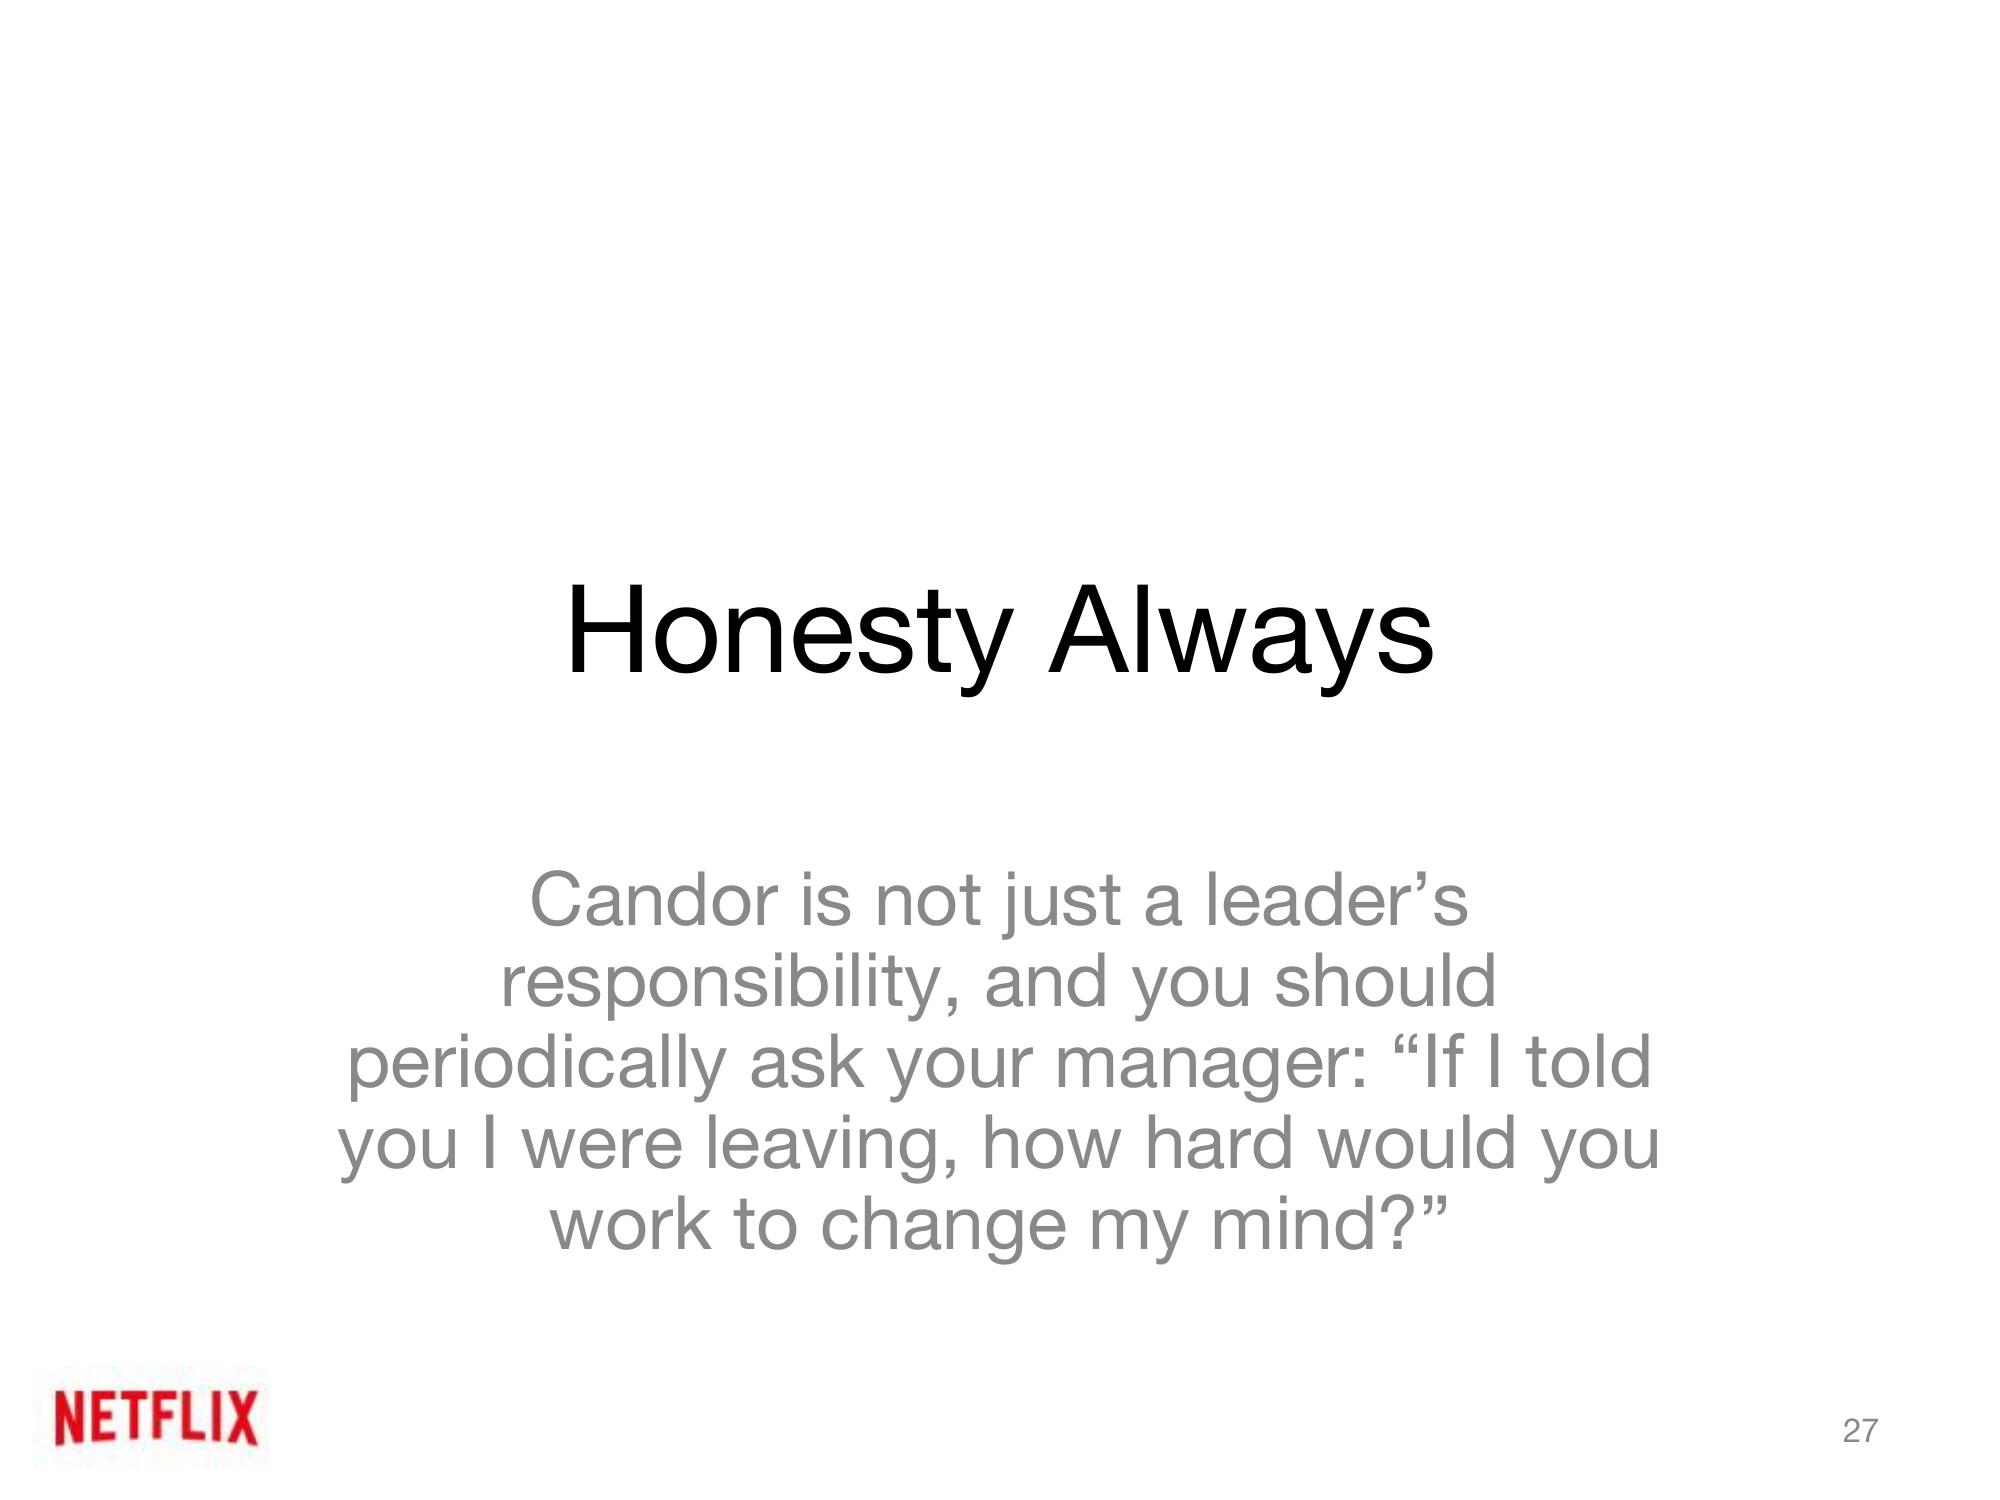 Honesty Always
Candor is not just a leader’s
responsibility, and you should
periodically ask your manager: “If I told
you I were leaving, how hard would you
work to change my mind?”
NETFLIX
27